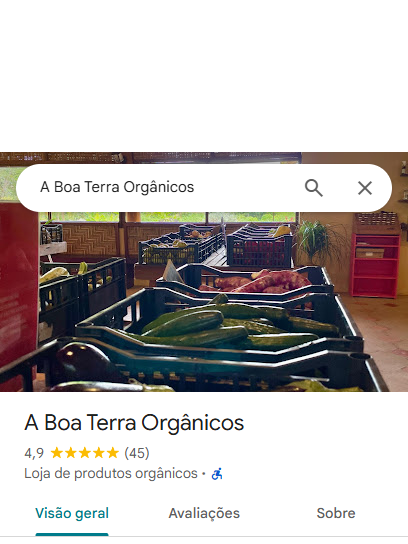 A Boa Terra Orgânicos
A Boa Terra Orgânicos
4,9 (45)
Loja de produtos orgânicos ·
Visão geral Avaliações Sobre